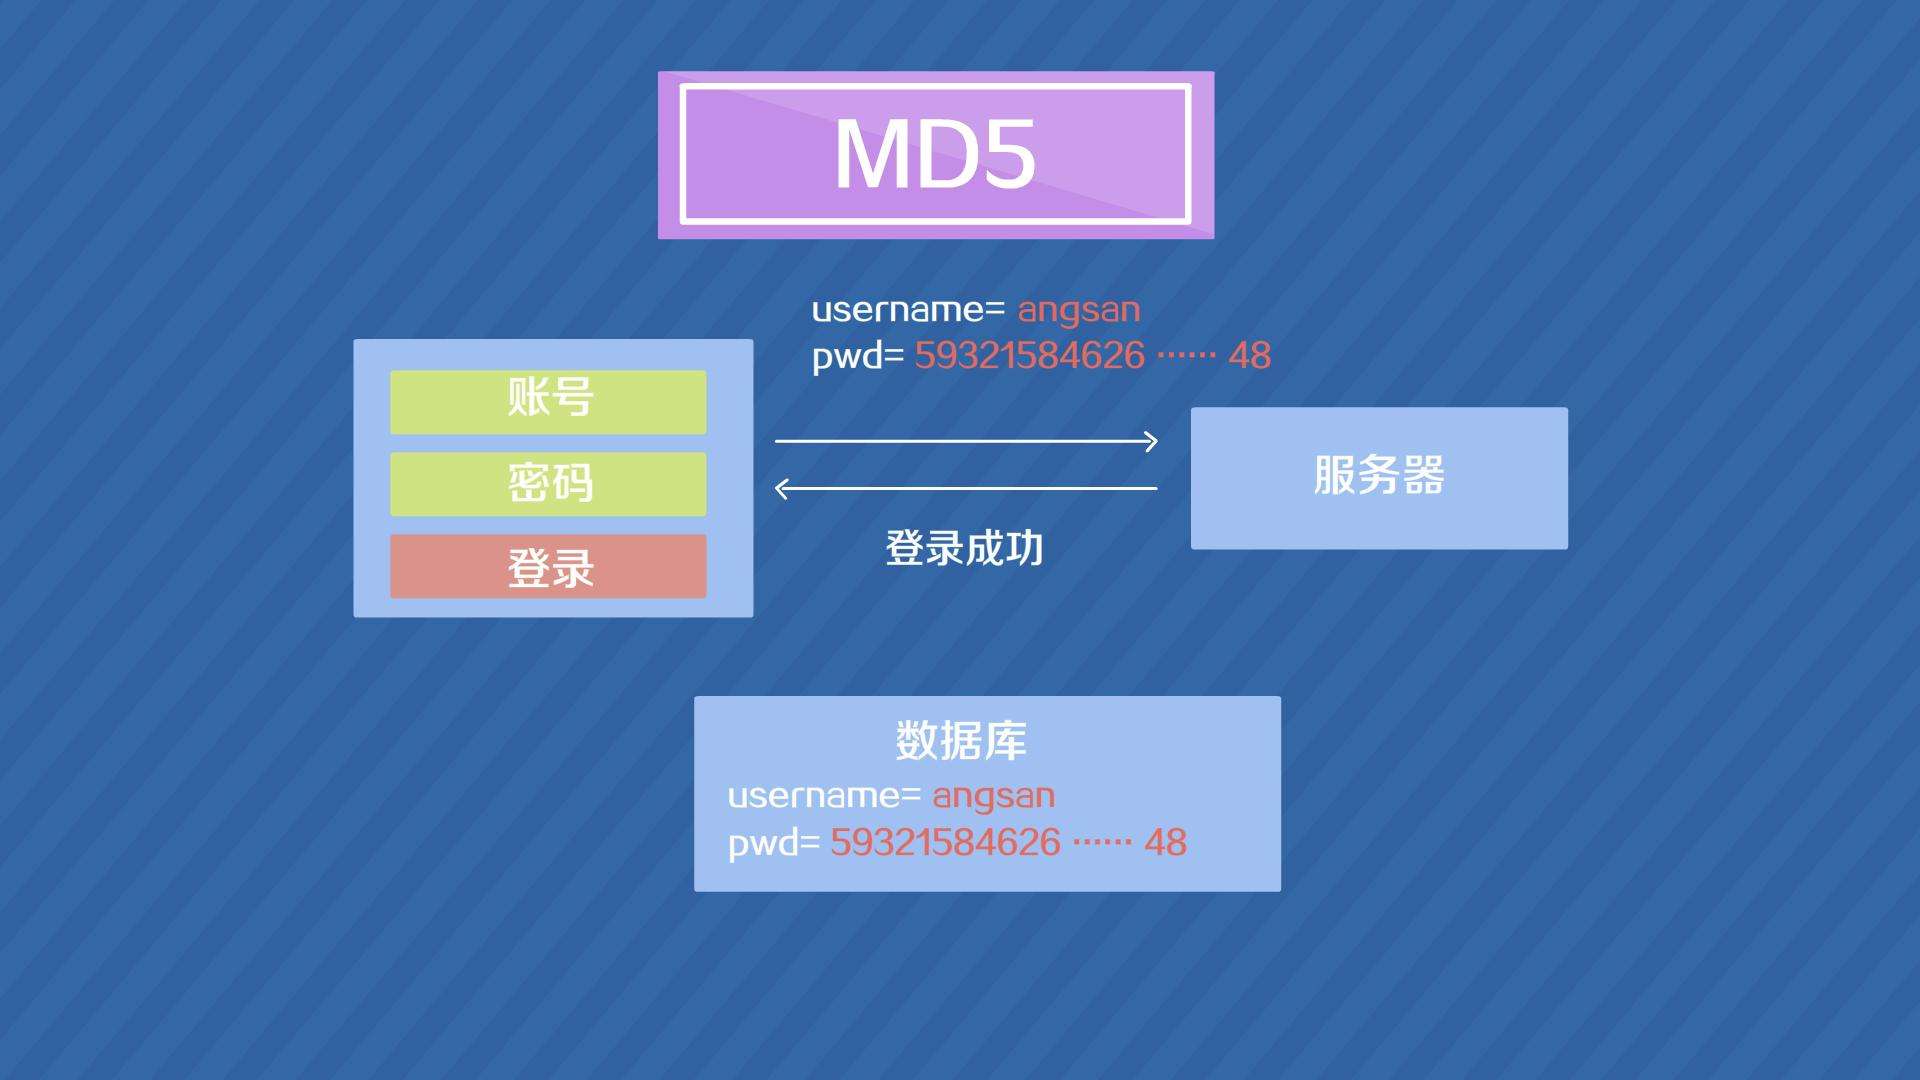 MD5
username= angsan
pwd= 59321584626 ······ 48
账号
密码
登录
服务器
登录成功
数据库
username= angsan
pwd= 59321584626 ······ 48